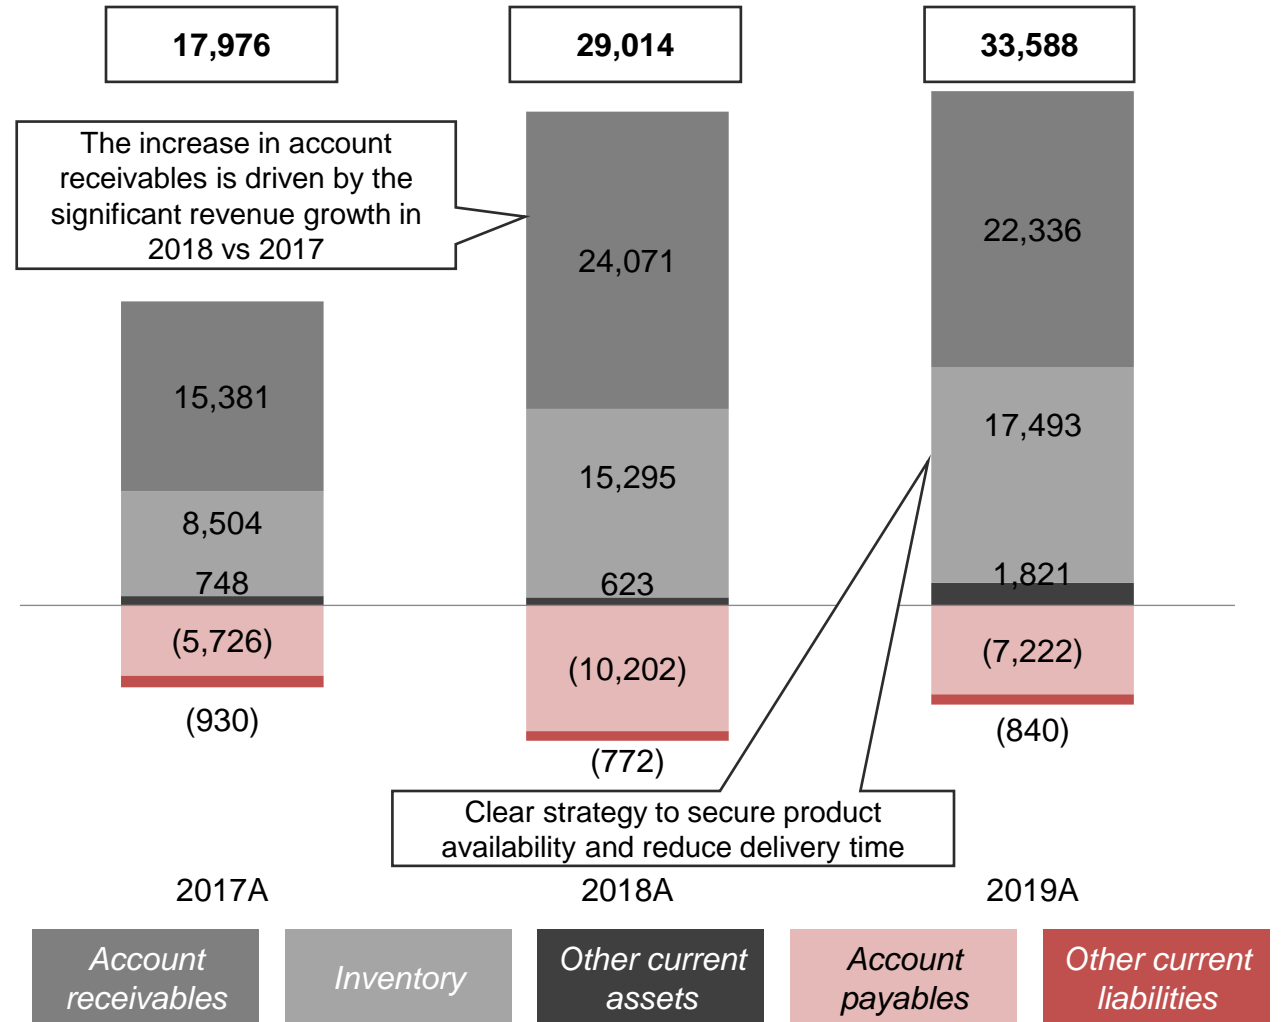 17,976
29,014
33,588
The increase in account
receivables is driven by the
significant revenue growth in
2018 vs 2017
15,381
8,504
748
(5,726)
(930)
24,071
15,295
623
(10,202)
(772)
22,336
17,493
1,821
(7,222)
(840)
Clear strategy to secure product
availability and reduce delivery time
2017A
2018A
2019A
Account
receivables
Inventory
Other current
assets
Account
payables
Other current
liabilities